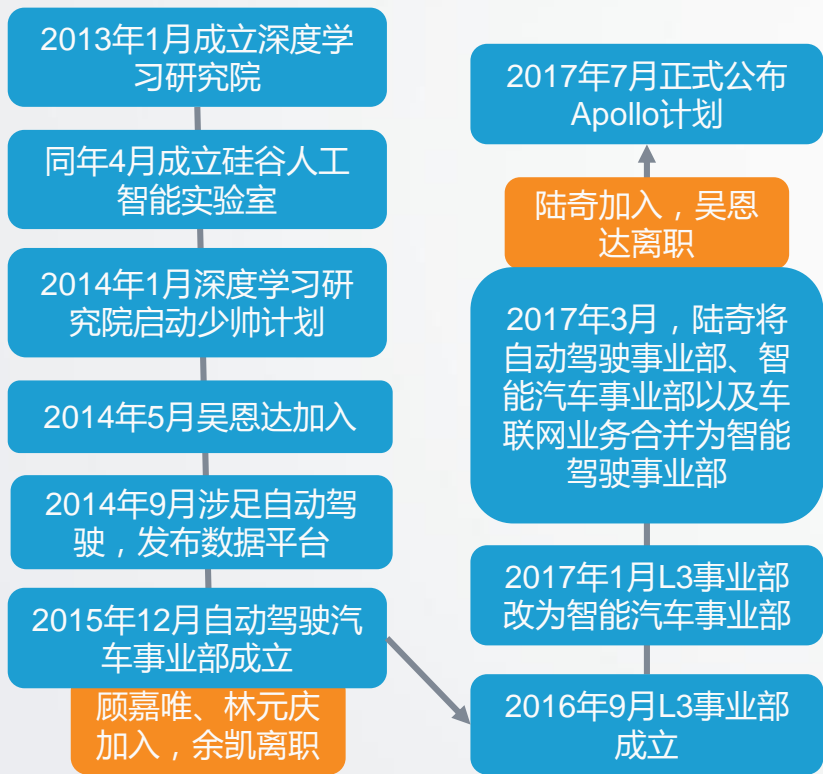 2013年1月成立深度学
习研究院
同年4月成立硅谷人工
智能实验室
2014年1月深度学习研
究院启动少帅计划
2014年5月吴恩达加入
2014年9月涉足自动驾
驶，发布数据平台
2015年12月自动驾驶汽
车事业部成立
顾嘉唯、林元庆
加入，余凯离职
2016年9月L3事业部
成立
2017年1月L3事业部
改为智能汽车事业部
2017年3月，陆奇将
自动驾驶事业部、智
能汽车事业部以及车
联网业务合并为智能
驾驶事业部
陆奇加入，吴恩
达离职
2017年7月正式公布
Apollo计划